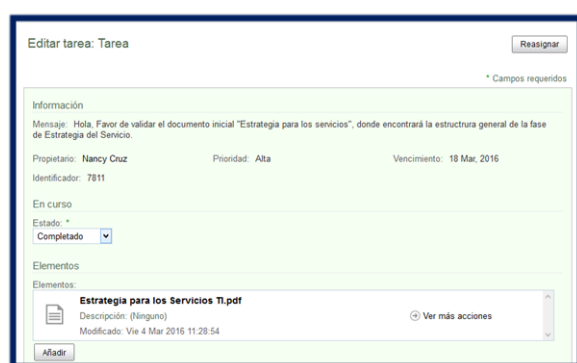 Editar tarea: Tarea
Reasignar
* Campos requeridos
Información
Mensaje: Hola, Favor de validar el documento inicial "Estrategia para los servicios", donde encontrará la estructrura general de la fase
de Estrategia del Servicio.
Propietario: Nancy Cruz Prioridad: Alta Vencimiento: 18 Mar, 2016
Identificador: 7811
En curso
Estado: *
Completado
Elementos
Elementos:
Estrategia para los Servicios TI.pdf
Descripción: (Ninguno) Ver más acciones
Modificado: Vie 4 Mar 2016 11:28:54
Añadir